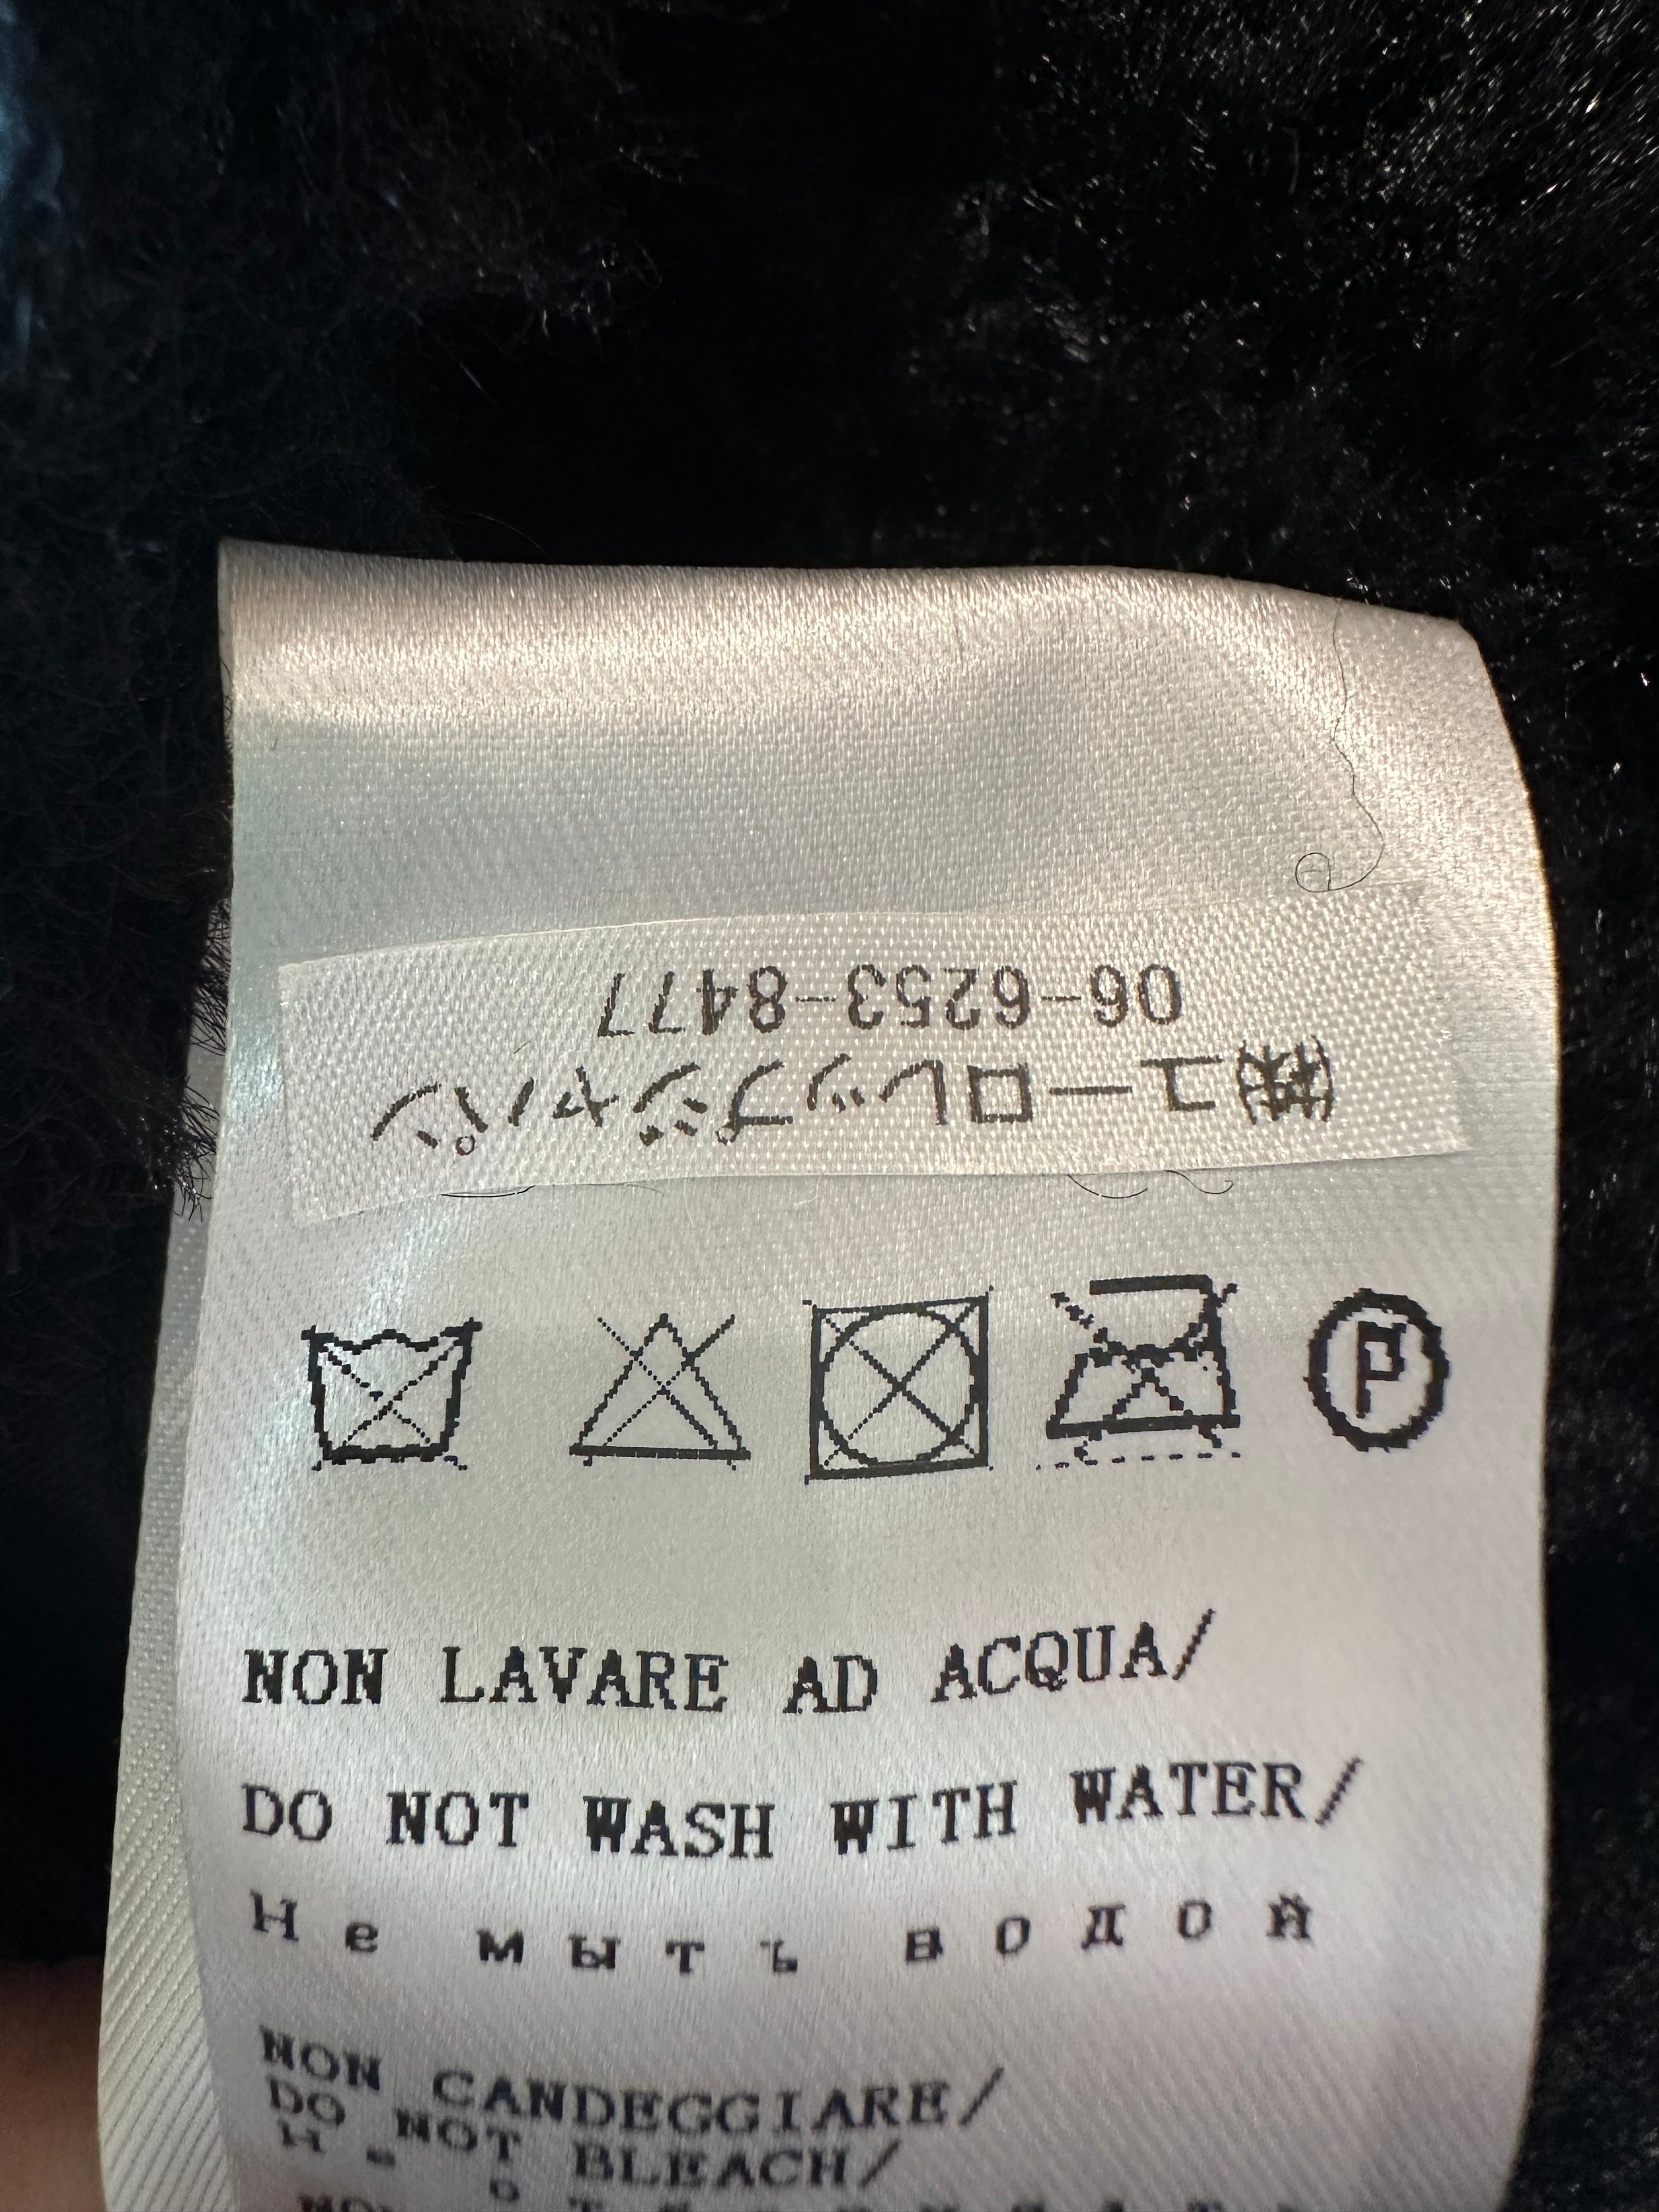 ㈱ユーロレップジャパン
06-6253-8477
P
NON LAVARE AD ACQUA/
DO NOT WASH WITH WATER/
Не мыть водой
NON CANDEGGIARE/
DO NOT BLEACH/